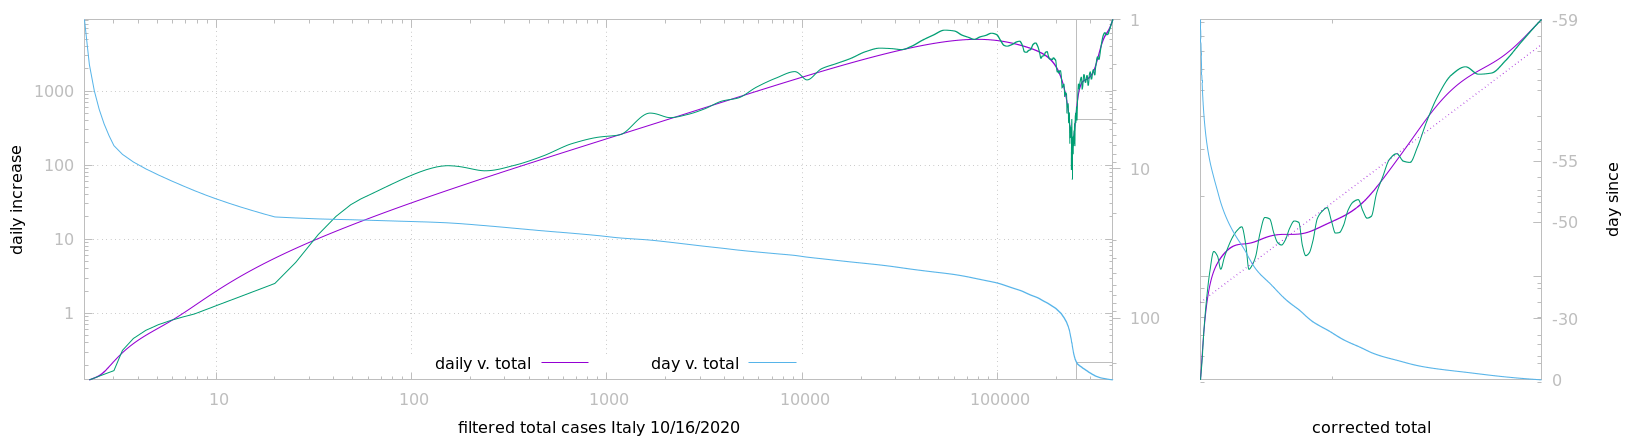 daily increase
1000
100
10
1
10
100
1000
10000
100000
filtered total cases Italy 10/16/2020
daily v. total
day v. total
1
10
100
corrected total
-59
-55
-50
-30
0
day since